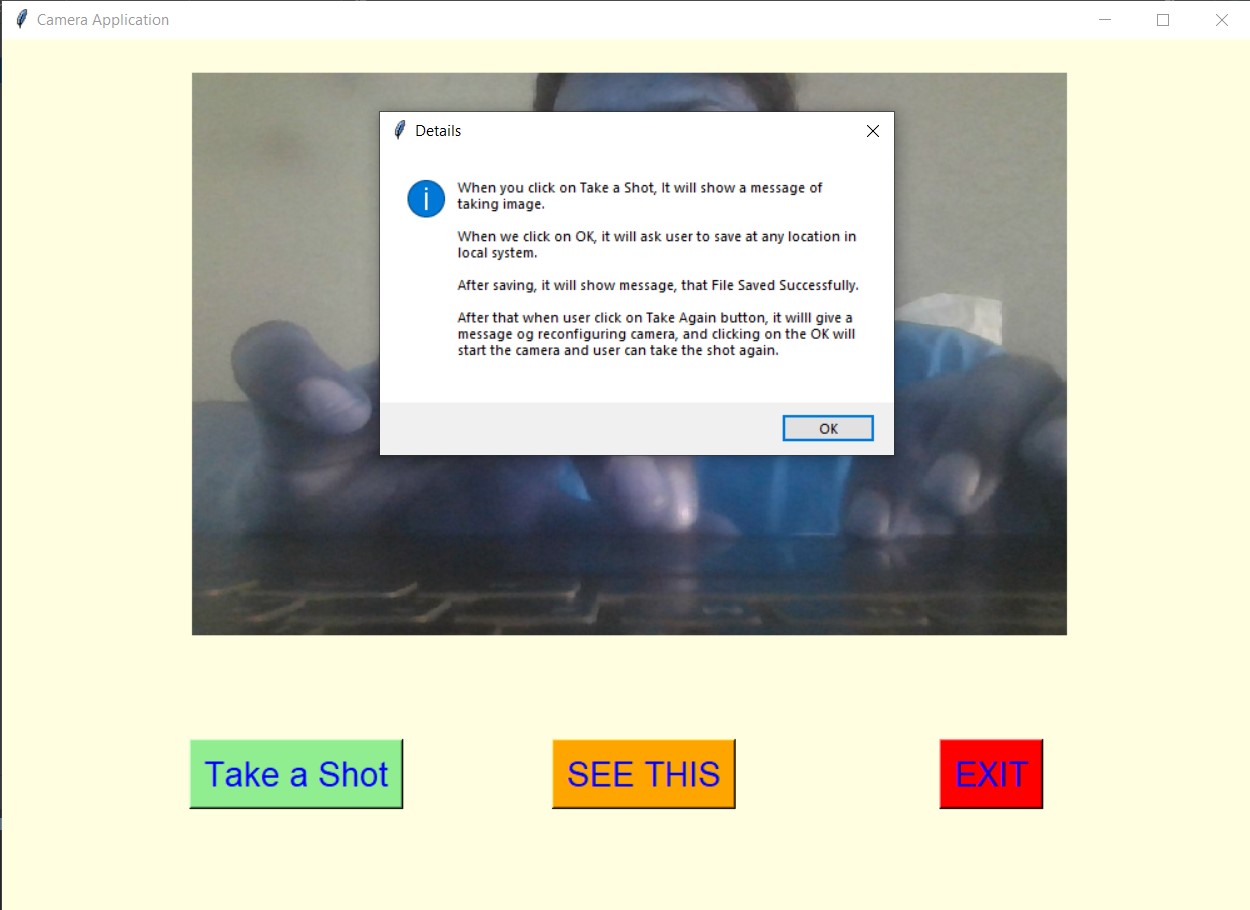 Camera Application
Details
When you click on Take a Shot, It will show a message of
taking image.
When we click on OK, it will ask user to save at any location in
local system.
After saving, it will show message, that File Saved Successfully.
After that when user click on Take Again button, it willl give a
message og reconfiguring camera, and clicking on the OK will
start the camera and user can take the shot again.
OK
Take a Shot
SEE THIS
EXIT